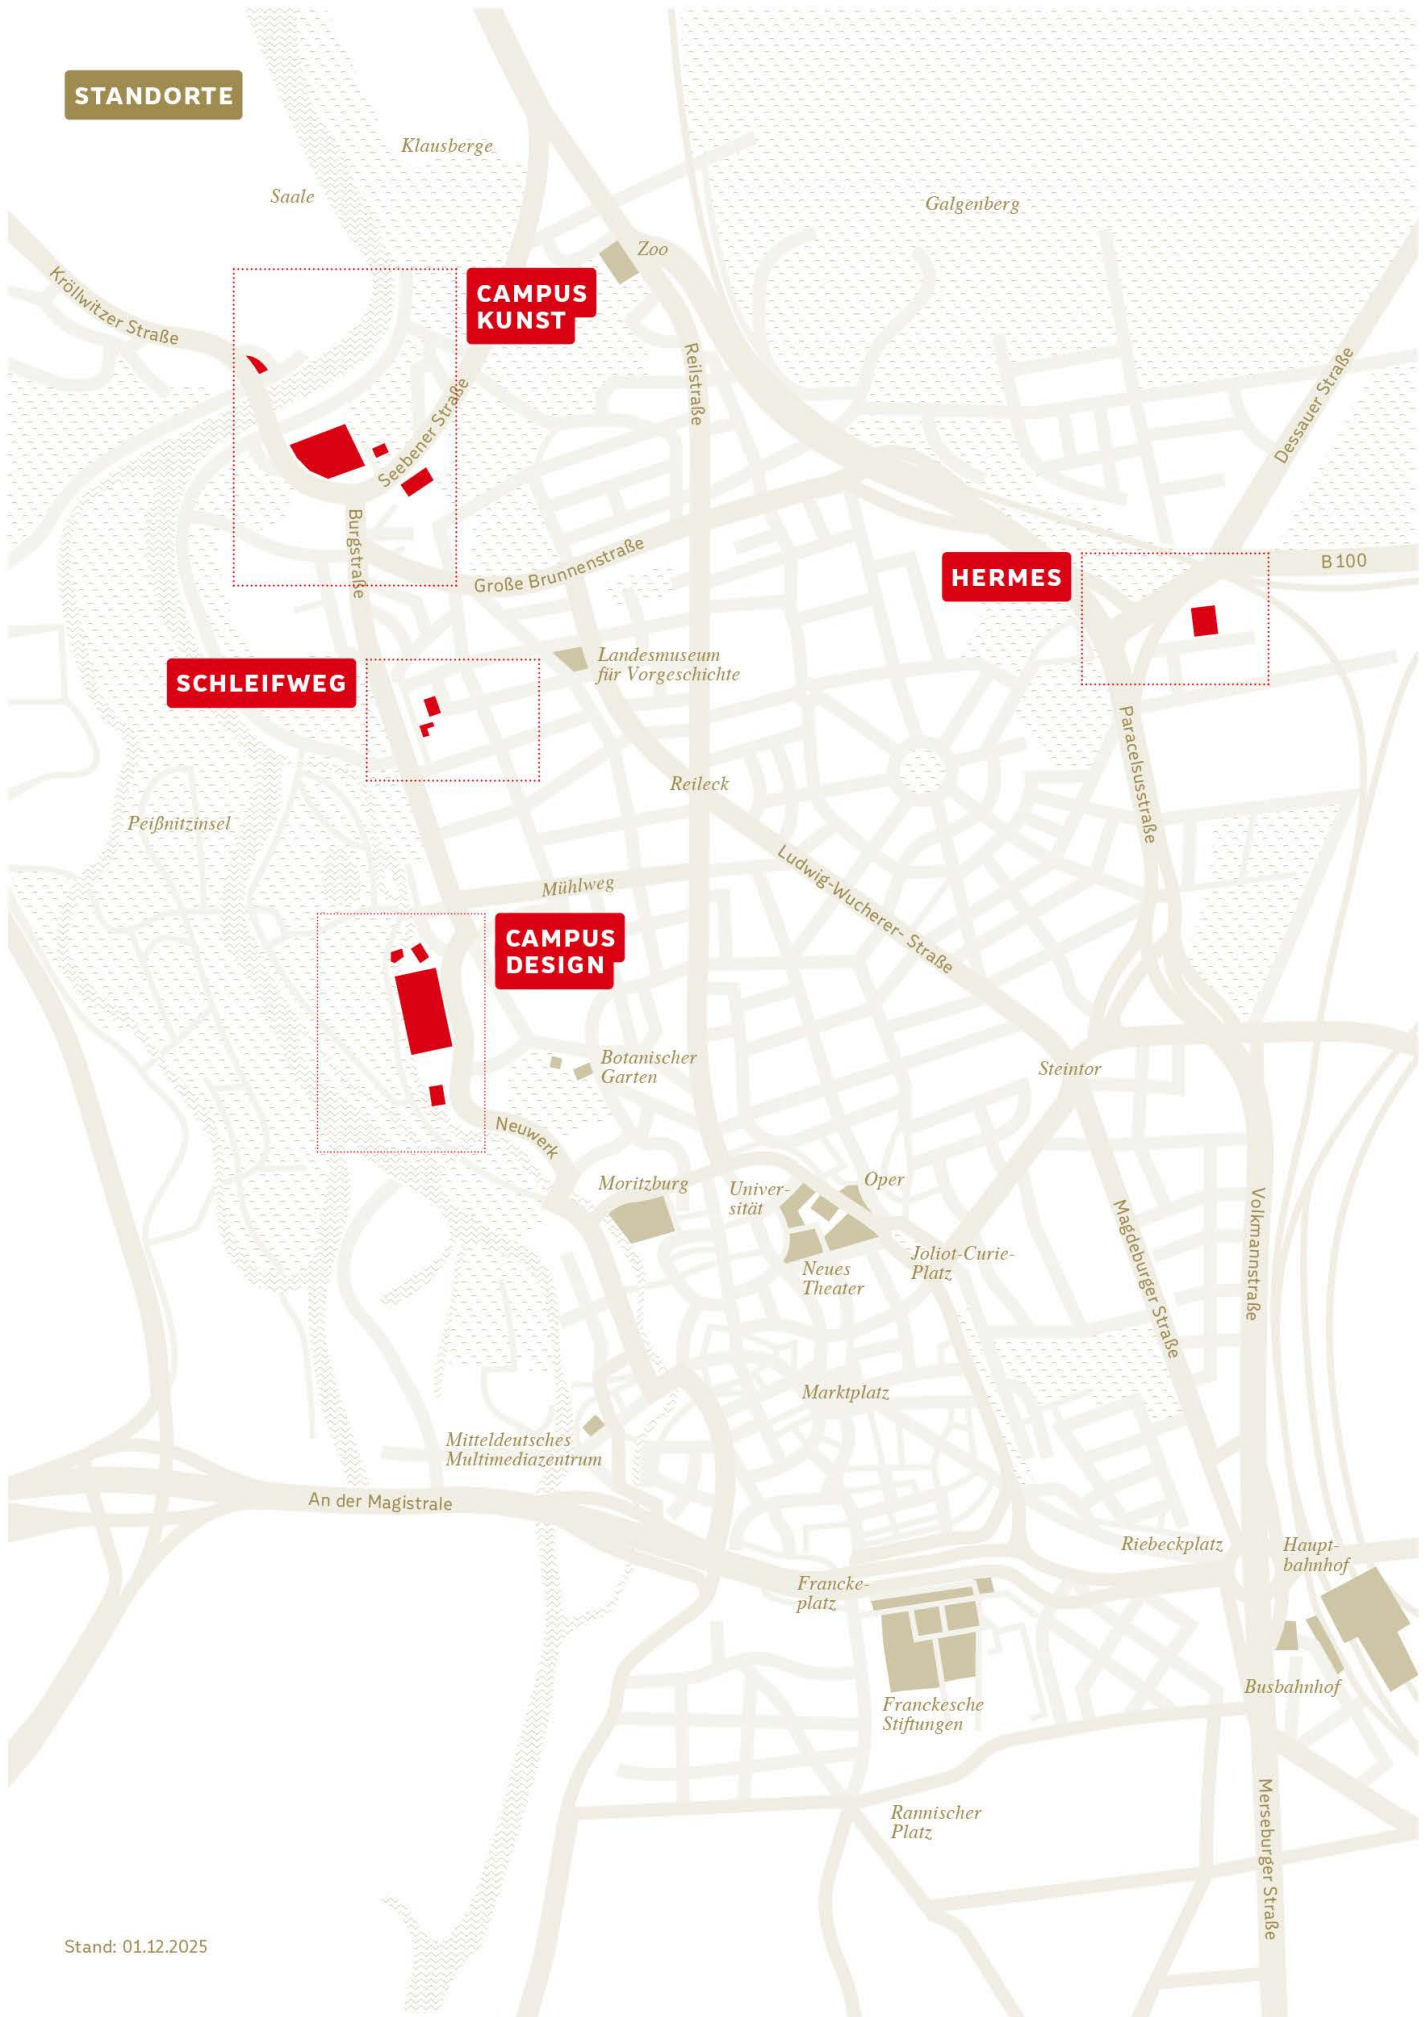 STANDORTE
Klausberge
Saale
Galgenberg
Zoo
Kröllwitzer Straße
CAMPUS
KUNST
Reilstraße
Dessauer Straße
Seebener Straße
Burgstraße
Große Brunnenstraße
B 100
HERMES
Landesmuseum
für Vorgeschichte
SCHLEIFWEG
Paracelsusstraße
Reileck
Peißnitzinsel
Ludwig-Wucherer- Straße
Mühlweg
CAMPUS
DESIGN
Botanischer
Garten
Steintor
Neuwerk
Moritzburg
Univer-
sität
Oper
Volkmannstraße
Magdeburger Straße
Joliot-Curie-
Platz
Neues
Theater
Marktplatz
Mitteldeutsches
Multimediazentrum
An der Magistrale
Riebeckplatz
Haupt-
bahnhof
Francke-
platz
Busbahnhof
Franckesche
Stiftungen
Rannischer
Platz
Merseburger Straße
Stand: 01.12.2025